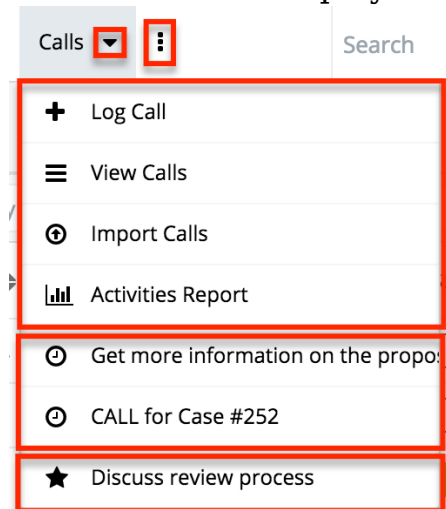 Calls
Search
Log Call
View Calls
Import Calls
Activities Report
Get more information on the propo
CALL for Case #252
Discuss review process